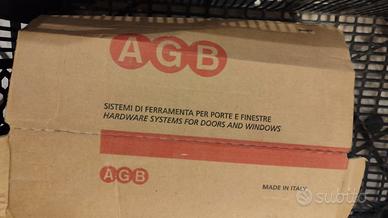 AGB
SISTEMI DI FERRAMENTA PER PORTE E FINESTRE
HARDWARE SYSTEMS FOR DOORS AND WINDOWS
AGB
MADE IN ITALY
subito